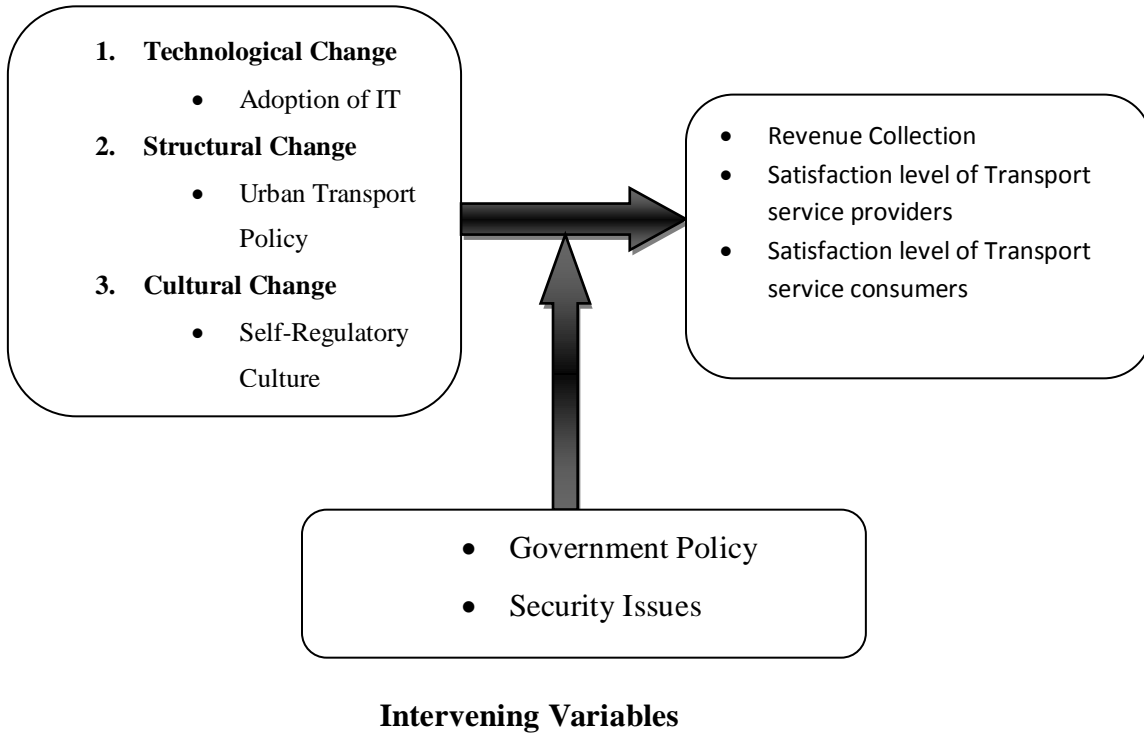 1. Technological Change
• Adoption of IT
2. Structural Change
• Urban Transport
Policy
3. Cultural Change
• Self-Regulatory
Culture
• Revenue Collection
• Satisfaction level of Transport
service providers
• Satisfaction level of Transport
service consumers
• Government Policy
• Security Issues
Intervening Variables